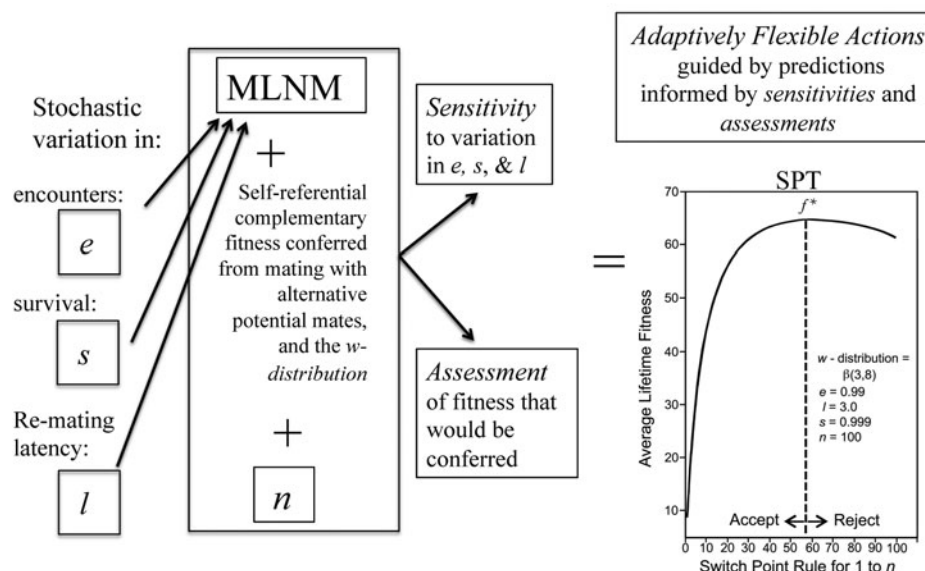 Stochastic
variation in:
encounters:
e
survival:
s
Re-mating
latency:
l
MLNM
+
Self-referential
complementary
fitness conferred
from mating with
alternative
potential mates,
and the w-
distribution
+
n
Sensitivity
to variation
in e, s, & l
Assessment
of fitness that
would be
conferred
=
Adaptively Flexible Actions
guided by predictions
informed by sensitivities and
assessments
SPT
f*
Average Lifetime Fitness
70
60
50
40
30
20
10
w - distribution =
β(3,8)
e = 0.99
l = 3.0
s = 0.999
n = 100
Accept Reject
0 10 20 30 40 50 60 70 80 90 100
Switch Point Rule for 1 to n